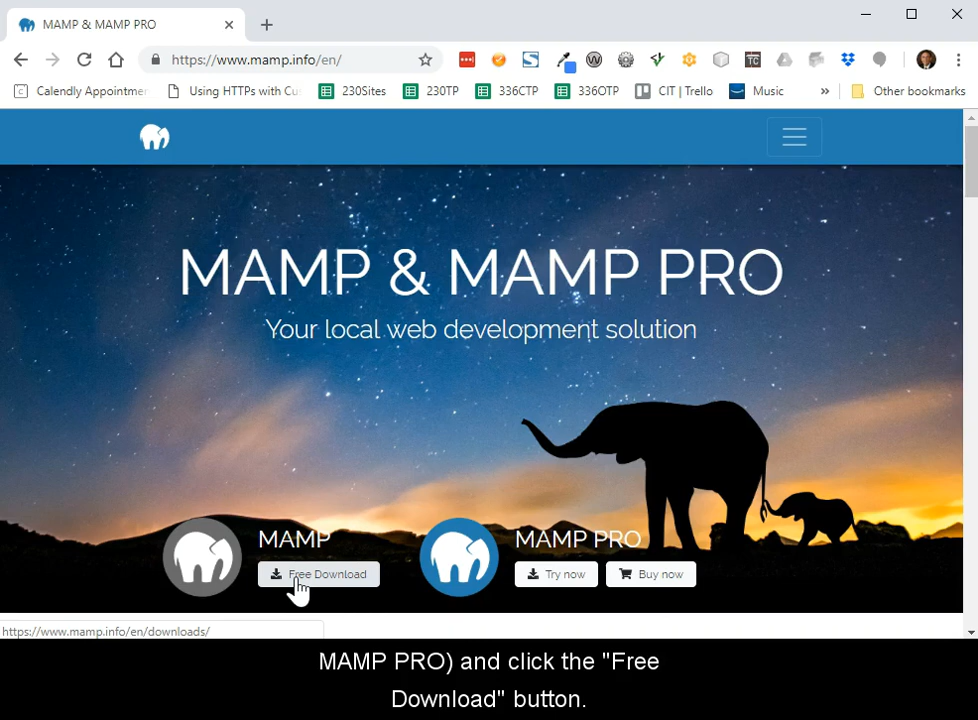 MAMP & MAMP PRO
https://www.mamp.info/en/
Calendly Appointmen
Using HTTPs with Cus
230Sites
230TP
336CTP
336OTP
CIT | Trello
Music
»
Other bookmarks
MAMP & MAMP PRO
Your local web development solution
MAMP
Free Download
MAMP PRO
Try now
Buy now
https://www.mamp.info/en/downloads/
MAMP PRO) and click the "Free
Download" button.